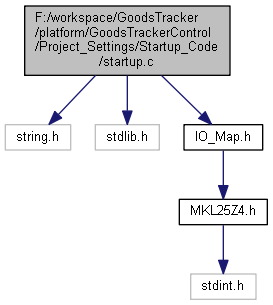 F:/workspace/GoodsTracker
/platform/GoodsTrackerControl
/Project_Settings/Startup_Code
/startup.c
string.h
stdlib.h
IO_Map.h
MKL25Z4.h
stdint.h